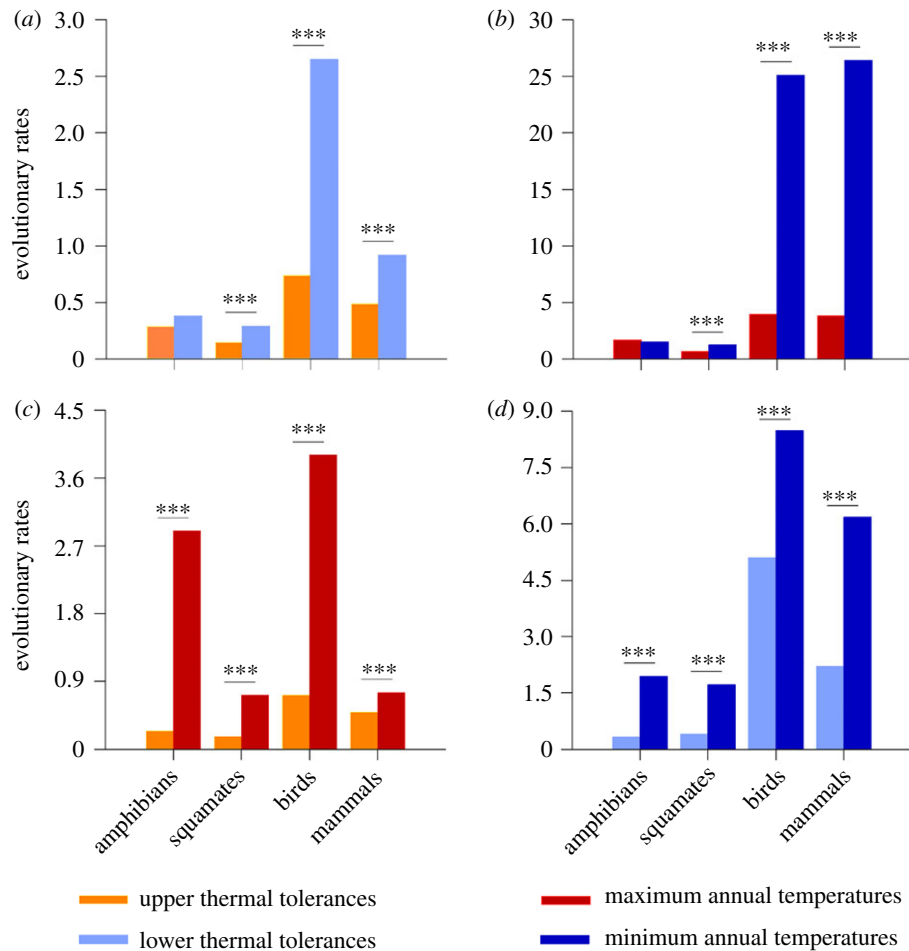 (a)
(b)
evolutionary rates
3.0
2.5
2.0
1.5
1.0
0.5
0
***
***
***
30
25
20
15
10
5
0
***
***
***
(c)
(d)
evolutionary rates
4.5
3.6
2.7
1.8
0.9
0
***
***
***
***
9.0
7.5
6.0
4.5
3.0
1.5
0
***
***
***
***
amphibians
squamates
birds
mammals
amphibians
squamates
birds
mammals
upper thermal tolerances
lower thermal tolerances
maximum annual temperatures
minimum annual temperatures